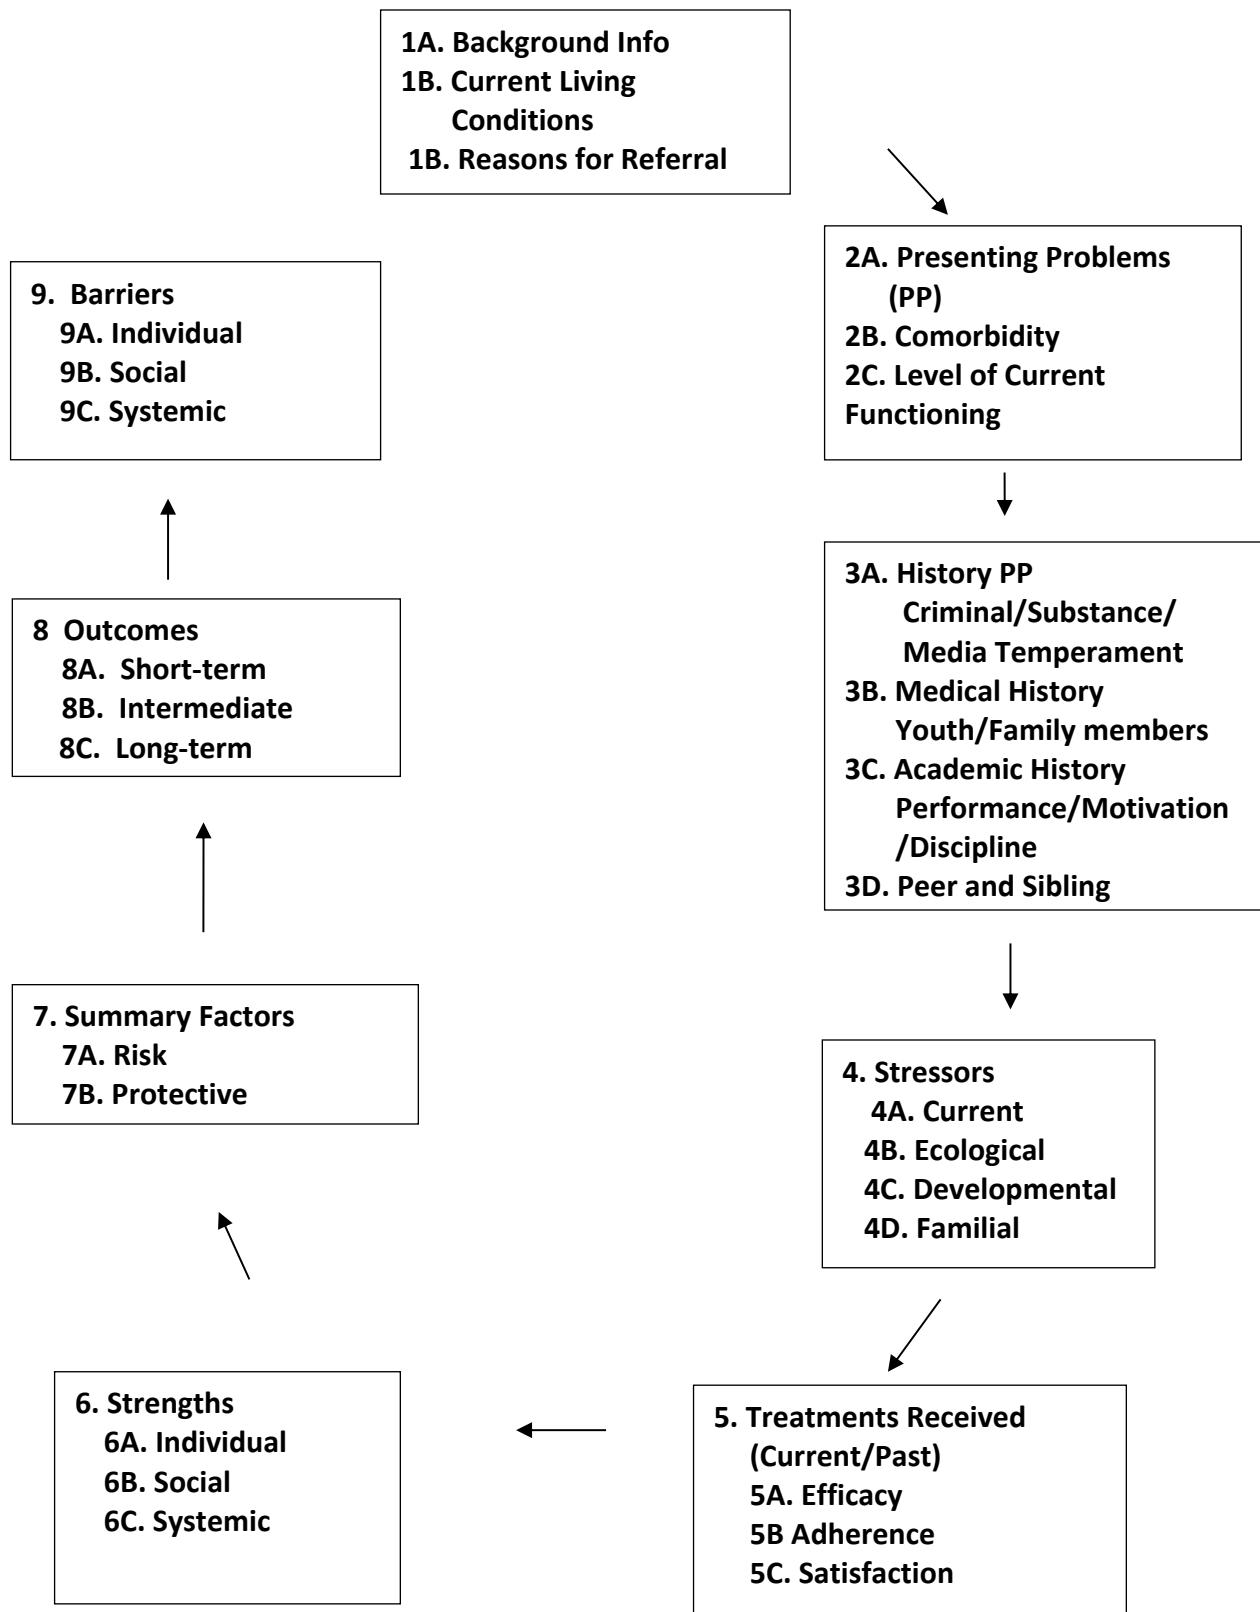 1A. Background Info
1B. Current Living
Conditions
1B. Reasons for Referral
2A. Presenting Problems
(PP)
2B. Comorbidity
2C. Level of Current
Functioning
3A. History PP
Criminal/Substance/
Media Temperament
3B. Medical History
Youth/Family members
3C. Academic History
Performance/Motivation
/Discipline
3D. Peer and Sibling
4. Stressors
4A. Current
4B. Ecological
4C. Developmental
4D. Familial
5. Treatments Received
(Current/Past)
5A. Efficacy
5B Adherence
5C. Satisfaction
6. Strengths
6A. Individual
6B. Social
6C. Systemic
7. Summary Factors
7A. Risk
7B. Protective
8 Outcomes
8A. Short-term
8B. Intermediate
8C. Long-term
9. Barriers
9A. Individual
9B. Social
9C. Systemic